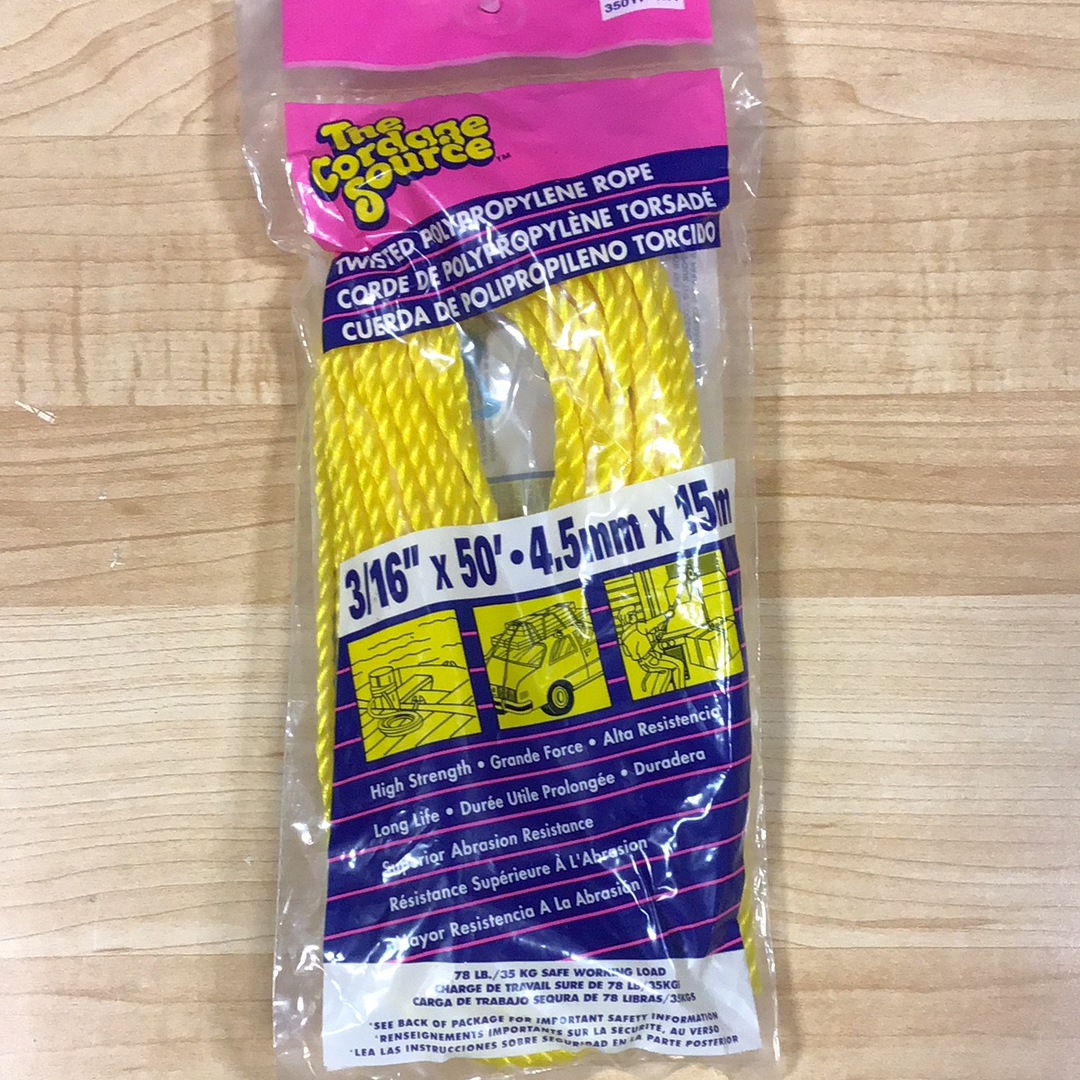 The
Cordage
Source™
TWISTED POLYPROPYLENE ROPE
CORDE DE POLYPROPYLÈNE TORSADÉ
CUERDA DE POLIPROPILENO TORCIDO
3/16" x 50' • 4.5mm x 15m
High Strength • Grande Force • Alta Resistencia
Long Life • Durée Utile Prolongée • Duradera
Superior Abrasion Resistance
Résistance Supérieure À L'Abrasion
Mayor Resistencia A La Abrasión
78 LB./35 KG SAFE WORKING LOAD
CHARGE DE TRAVAIL SURE DE 78 LB/35KG
CARGA DE TRABAJO SEQURA DE 78 LIBRAS/35KGS
*SEE BACK OF PACKAGE FOR IMPORTANT SAFETY INFORMATION
*RENSEIGNEMENTS IMPORTANTS SUR LA SECURITE, AU VERSO
*LEA LAS INSTRUCCIONES SOBRE SEGURIDAD EN LA PARTE POSTERIOR